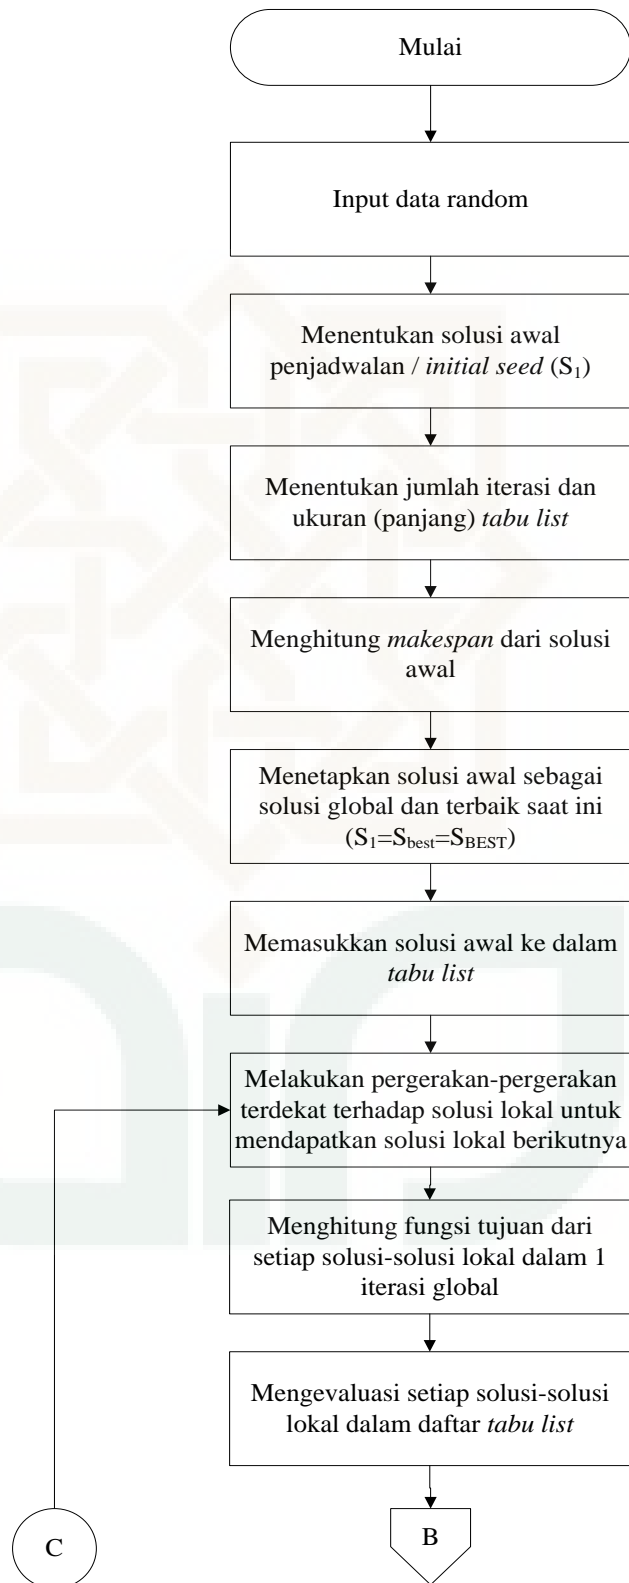 Mulai
Input data random
Menentukan solusi awal
penjadwalan / initial seed (S₁)
Menentukan jumlah iterasi dan
ukuran (panjang) tabu list
Menghitung makespan dari solusi
awal
Menetapkan solusi awal sebagai
solusi global dan terbaik saat ini
(S₁=Sbest=SBEST)
Memasukkan solusi awal ke dalam
tabu list
Melakukan pergerakan-pergerakan
terdekat terhadap solusi lokal untuk
mendapatkan solusi lokal berikutnya
Menghitung fungsi tujuan dari
setiap solusi-solusi lokal dalam 1
iterasi global
Mengevaluasi setiap solusi-solusi
lokal dalam daftar tabu list
C
B